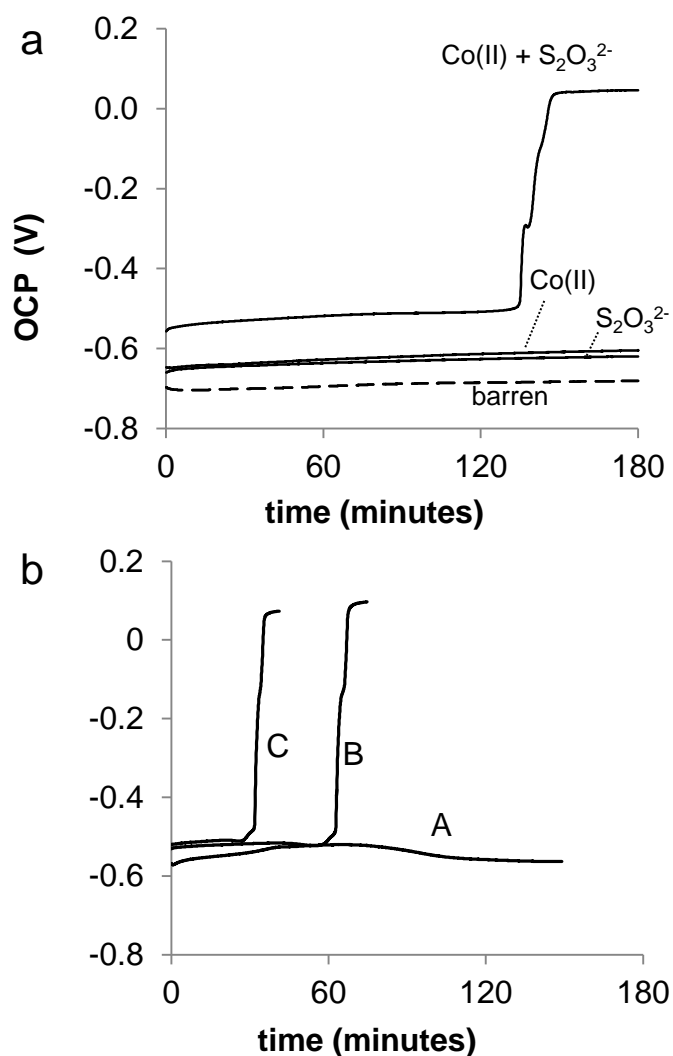 a
0.2
Co(II) + S₂O₃²⁻
0.0
-0.2
OCP (V)
-0.4
Co(II)
S₂O₃²⁻
-0.6
barren
-0.8
0 60 120 180
time (minutes)
b
0.2
0
-0.2
C B
-0.4
A
-0.6
-0.8
0 60 120 180
time (minutes)